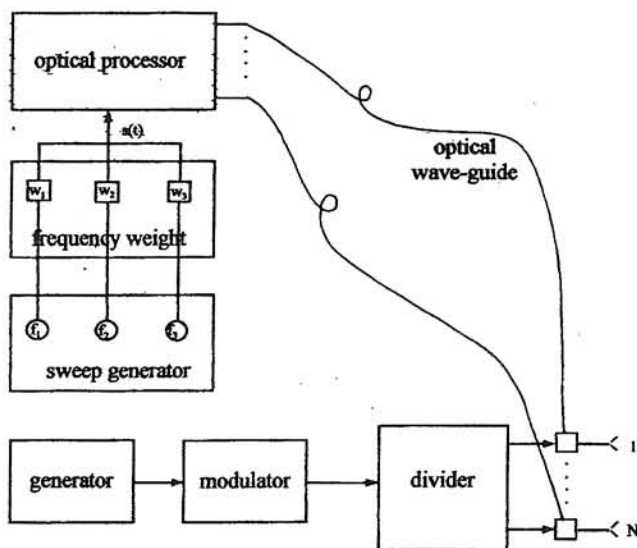 optical processor
s(t)
optical
wave-guide
w₁ w₂ w₃
frequency weight
f₁ f₂ f₃
sweep generator
generator
modulator
divider
1
N